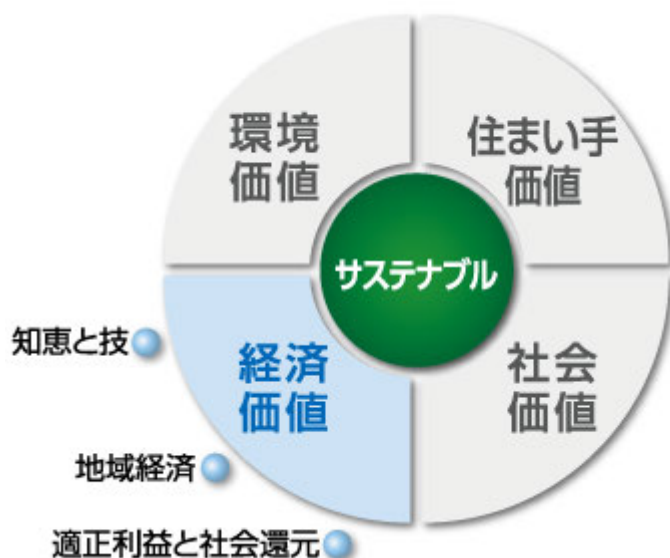 環境
価値
住まい手
価値
サステナブル
知恵と技
経済
価値
社会
価値
地域経済
適正利益と社会還元